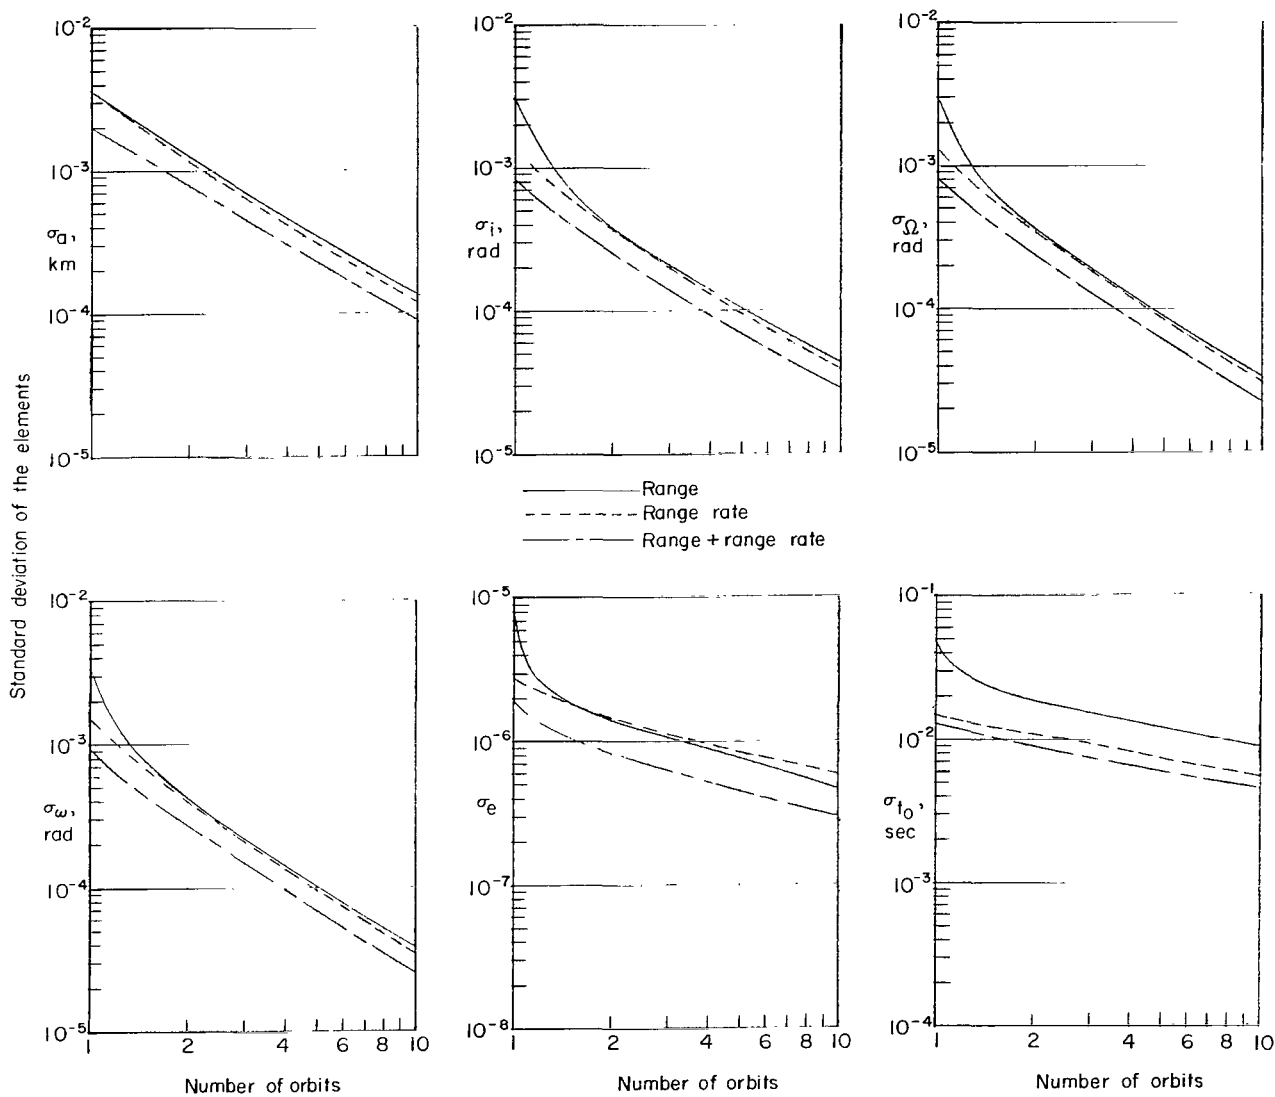 Standard deviation of the elements
10⁻²
10⁻³
σa,
km
10⁻⁴
10⁻⁵
10⁻²
10⁻³
σi,
rad
10⁻⁴
10⁻⁵
10⁻²
10⁻³
σΩ,
rad
10⁻⁴
10⁻⁵
Range
Range rate
Range + range rate
10⁻²
10⁻³
σω,
rad
10⁻⁴
10⁻⁵
1 2 4 6 8 10
Number of orbits
10⁻⁵
10⁻⁶
σe
10⁻⁷
10⁻⁸
1 2 4 6 8 10
Number of orbits
10⁻¹
10⁻²
σt₀,
sec
10⁻³
10⁻⁴
1 2 4 6 8 10
Number of orbits